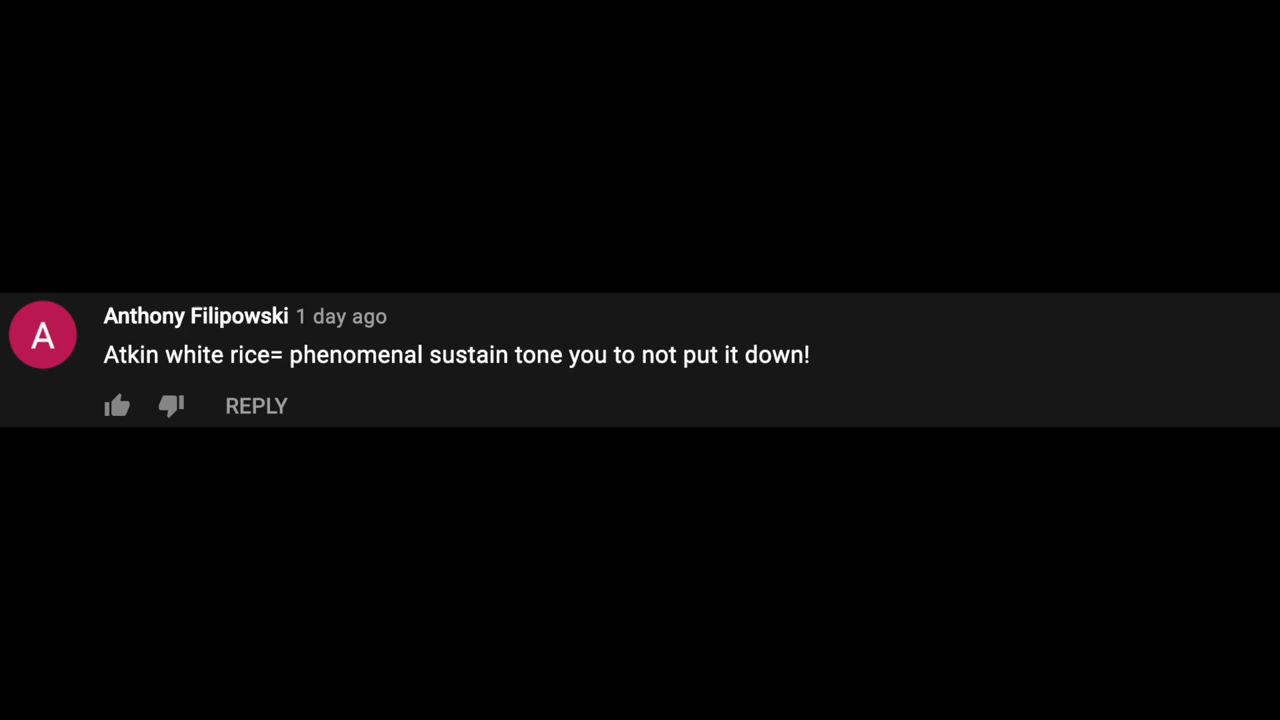 Anthony Filipowski 1 day ago
Atkin white rice= phenomenal sustain tone you to not put it down!
REPLY
A